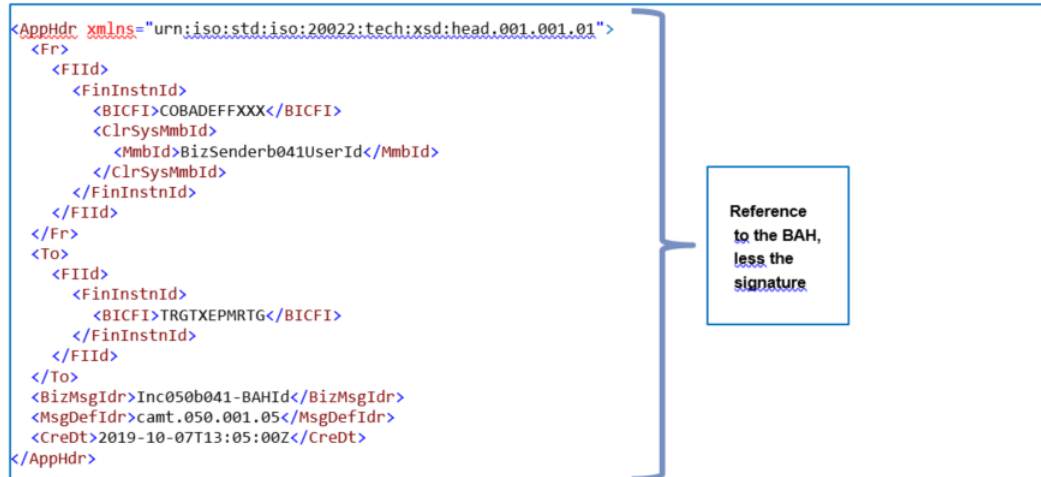 <AppHdr xmlns="urn:iso:std:iso:20022:tech:xsd:head.001.001.01">
<Fr>
<FIId>
<FinInstnId>
<BICFI>COBADEFFXXX</BICFI>
<ClrSysMmbId>
<MmbId>BizSenderb041UserId</MmbId>
</ClrSysMmbId>
</FinInstnId>
</FIId>
</Fr>
<To>
<FIId>
<FinInstnId>
<BICFI>TRGTXEPMRTG</BICFI>
</FinInstnId>
</FIId>
</To>
<BizMsgIdr>Inc050b041-BAHId</BizMsgIdr>
<MsgDefIdr>camt.050.001.05</MsgDefIdr>
<CreDt>2019-10-07T13:05:00Z</CreDt>
</AppHdr>
Reference
to the BAH,
less the
signature